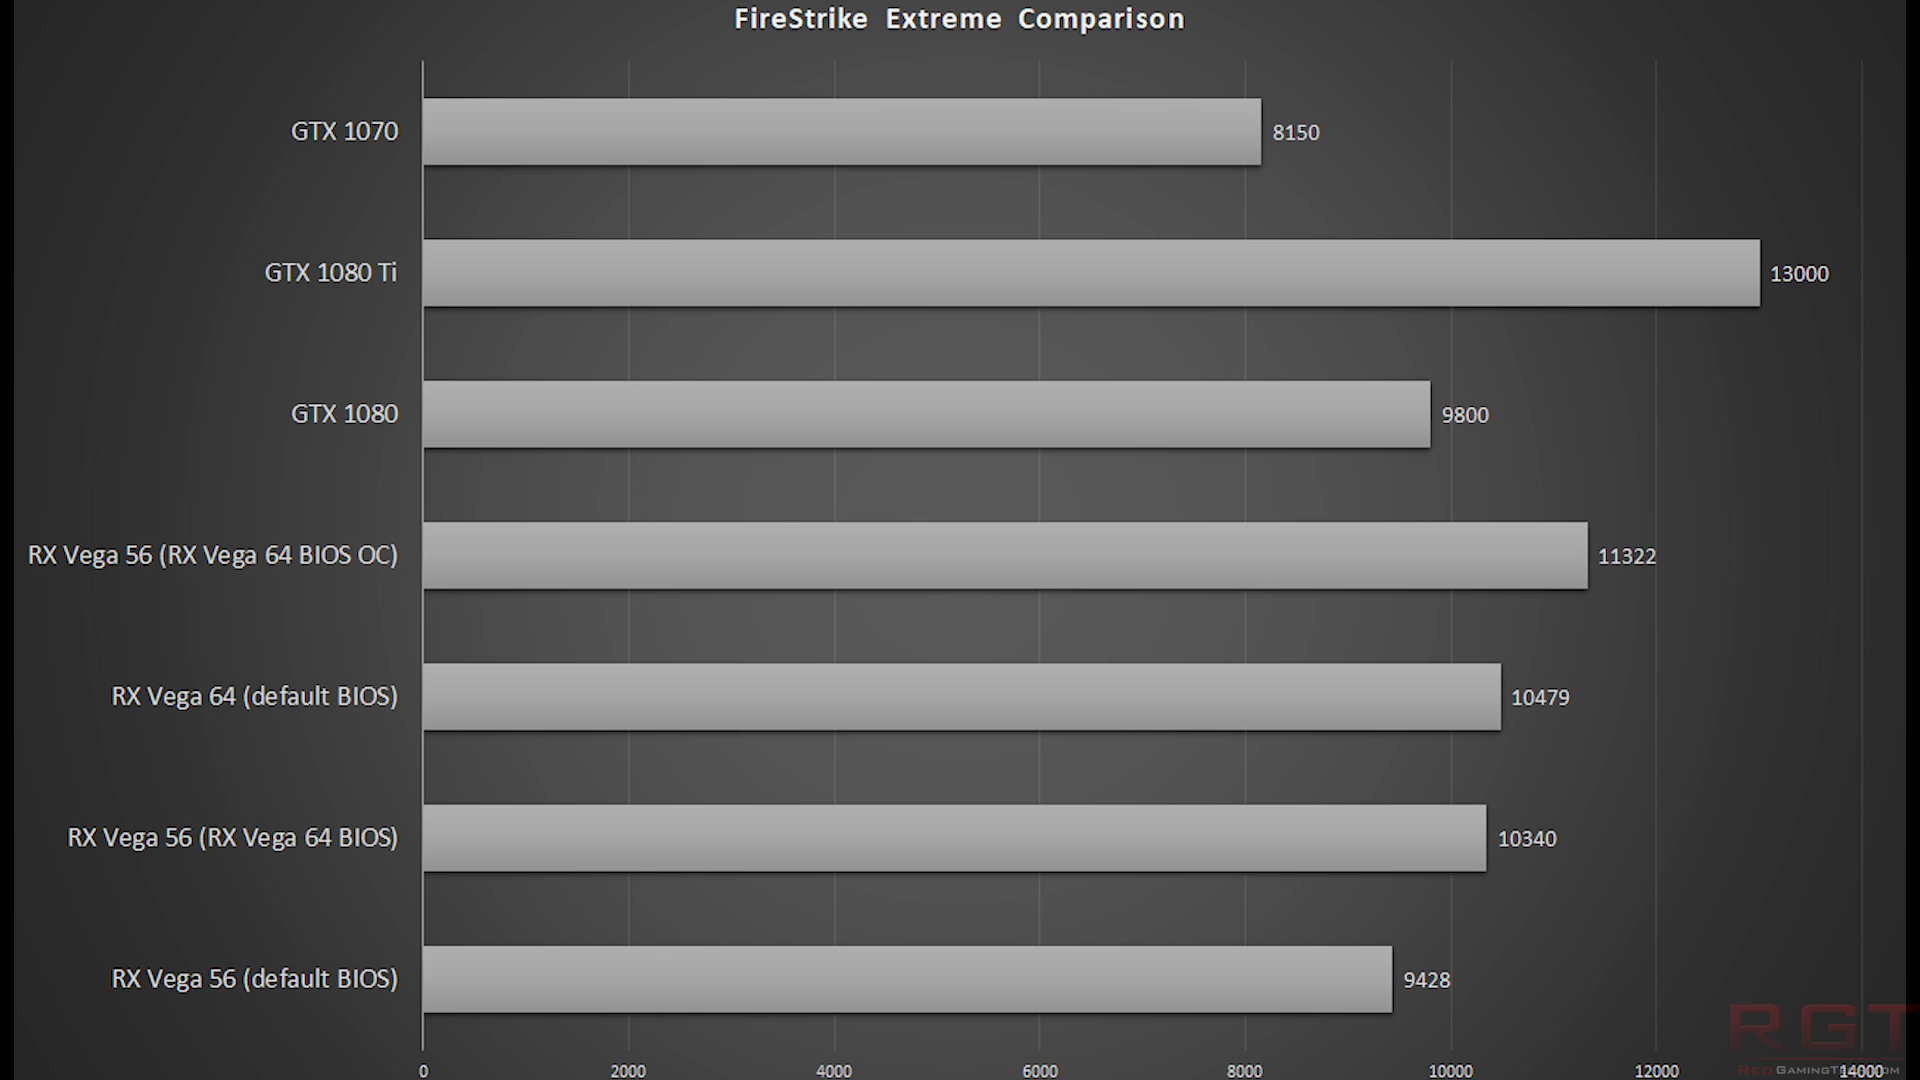 FireStrike Extreme Comparison
GTX 1070
8150
GTX 1080 Ti
13000
GTX 1080
9800
RX Vega 56 (RX Vega 64 BIOS OC)
11322
RX Vega 64 (default BIOS)
10479
RX Vega 56 (RX Vega 64 BIOS)
10340
RX Vega 56 (default BIOS)
9428
0 2000 4000 6000 8000 10000 12000 14000
RGT